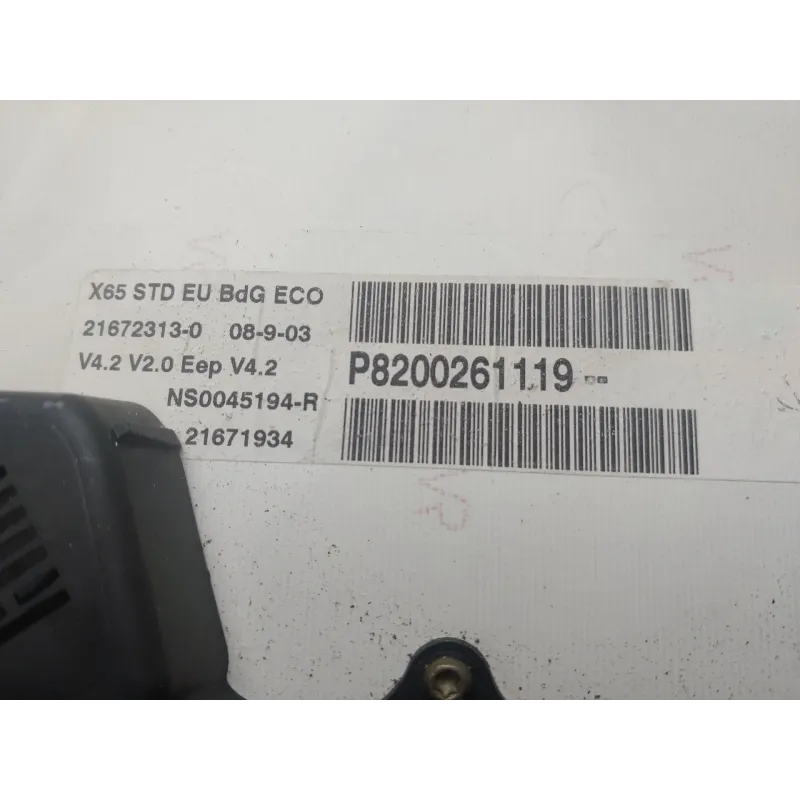 X65 STD EU BdG ECO
21672313-0 08-9-03
V4.2 V2.0 Eep V4.2
NS0045194-R
21671934
P8200261119--